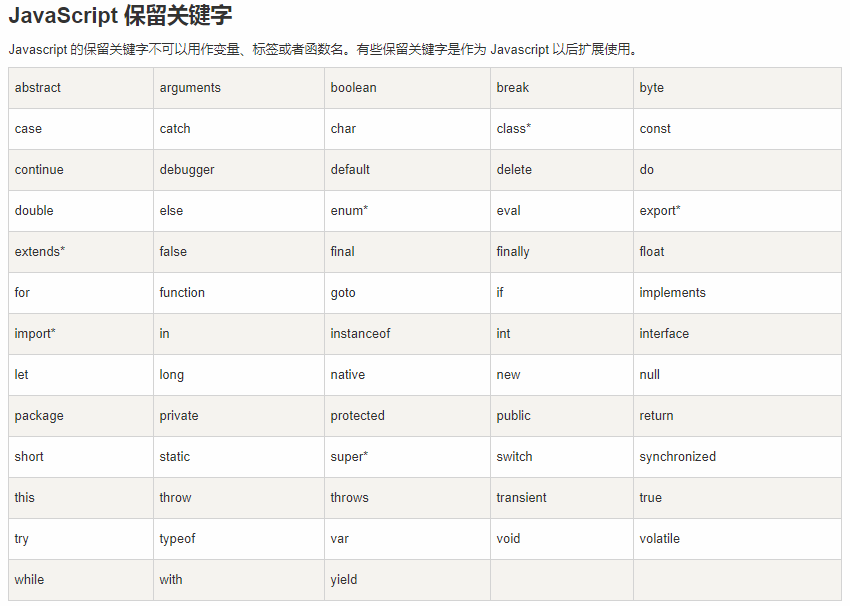 JavaScript 保留关键字
Javascript 的保留关键字不可以用作变量、标签或者函数名。有些保留关键字是作为 Javascript 以后扩展使用。
abstract arguments boolean break byte
case catch char class* const
continue debugger default delete do
double else enum* eval export*
extends* false final finally float
for function goto if implements
import* in instanceof int interface
let long native new null
package private protected public return
short static super* switch synchronized
this throw throws transient true
try typeof var void volatile
while with yield